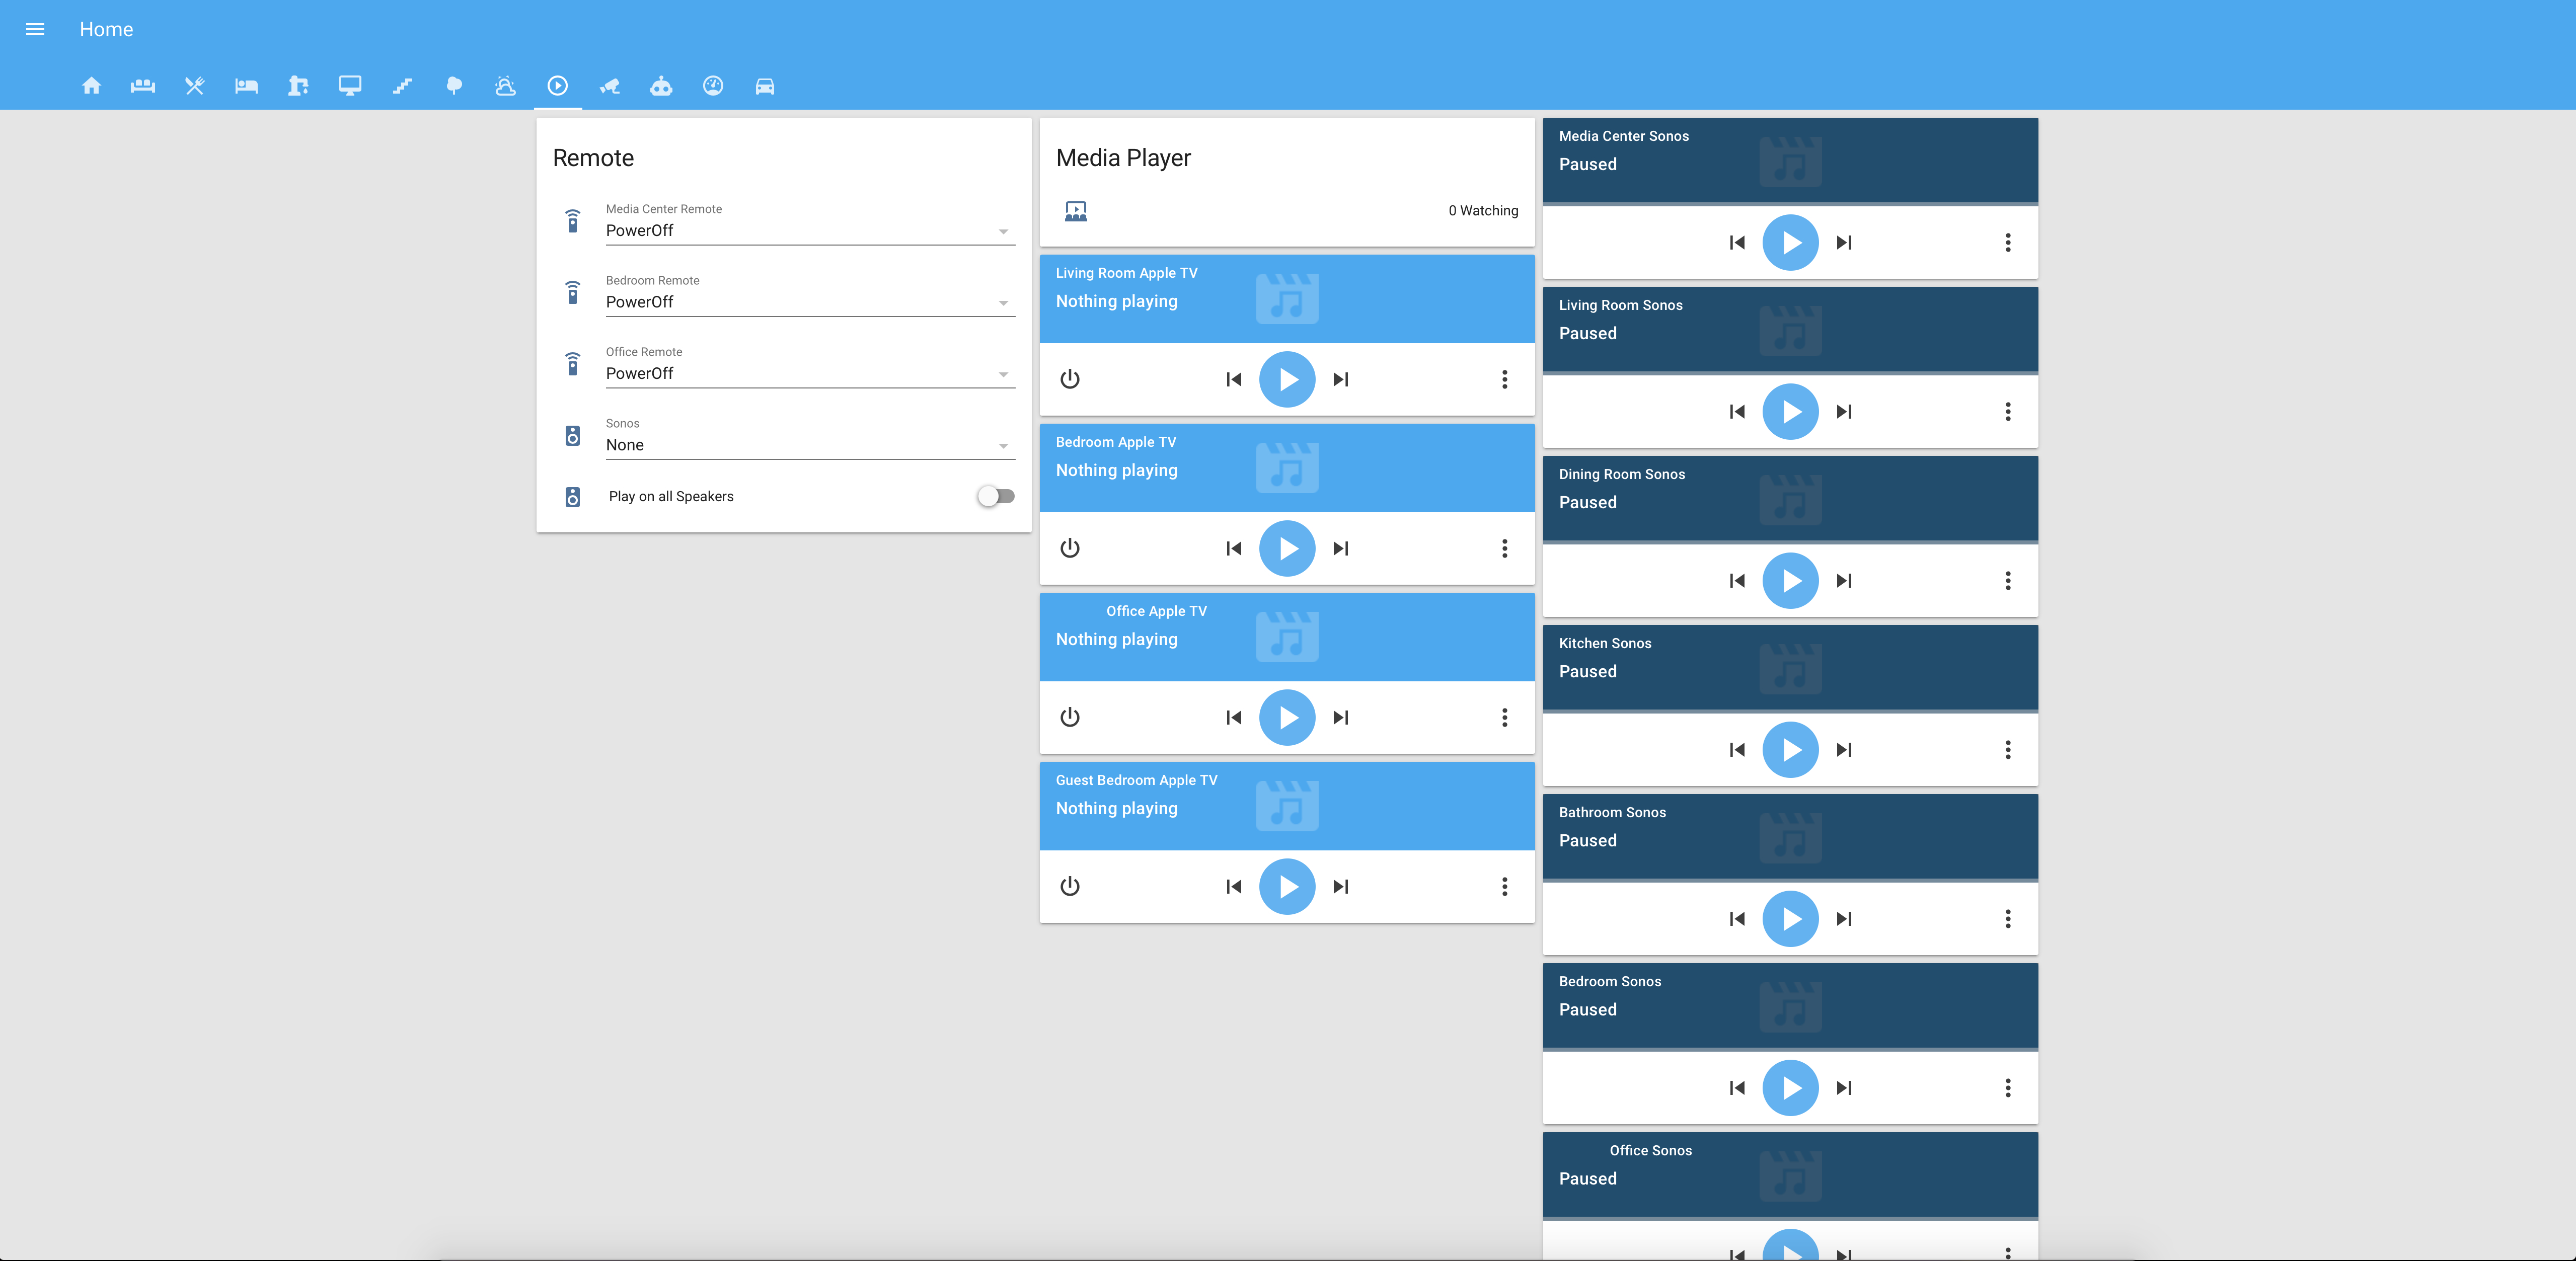 Home
Remote
Media Center Remote
PowerOff
Bedroom Remote
PowerOff
Office Remote
PowerOff
Sonos
None
Play on all Speakers
Media Player
0 Watching
Living Room Apple TV
Nothing playing
Bedroom Apple TV
Nothing playing
Office Apple TV
Nothing playing
Guest Bedroom Apple TV
Nothing playing
Media Center Sonos
Paused
Living Room Sonos
Paused
Dining Room Sonos
Paused
Kitchen Sonos
Paused
Bathroom Sonos
Paused
Bedroom Sonos
Paused
Office Sonos
Paused